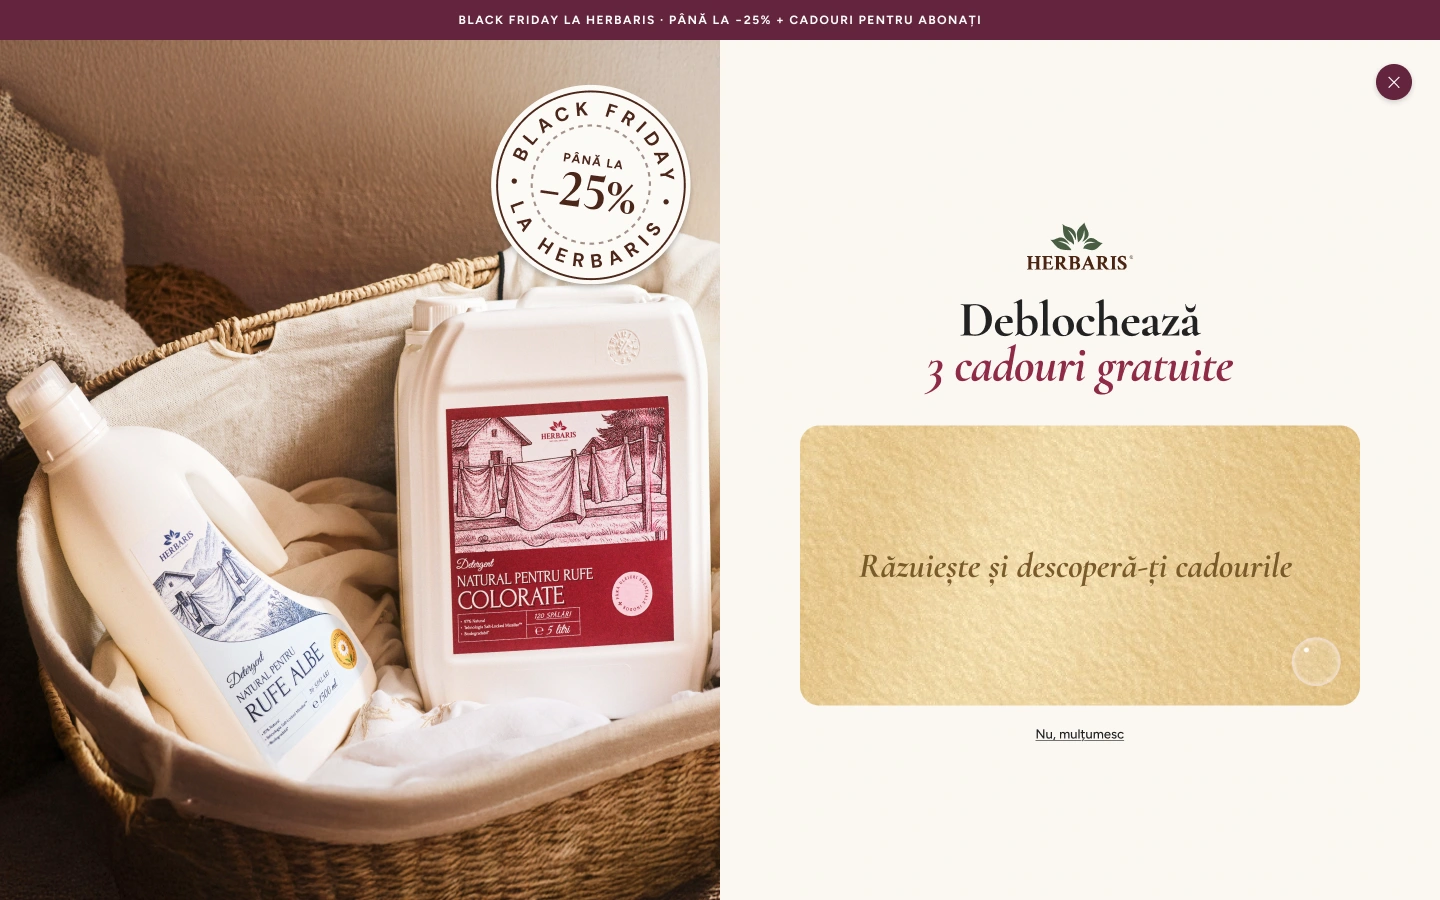 BLACK FRIDAY LA HERBARIS · PÂNĂ LA -25% + CADOURI PENTRU ABONAȚI
• BLACK FRIDAY •
PÂNĂ LA
–25%
LA HERBARIS
HERBARIS
Deblochează
3 cadouri gratuite
Răzuiește și descoperă-ți cadourile
Nu, mulțumesc
HERBARIS
Detergent
NATURAL PENTRU RUFE
COLORATE
120 SPĂLĂRI
℮ 5 litri
HERBARIS
Detergent
NATURAL PENTRU
RUFE ALBE
℮ 1500 ml